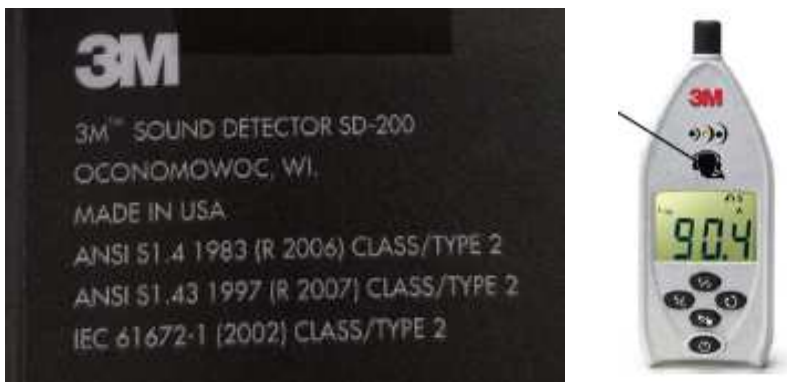 3M
3M™ SOUND DETECTOR SD-200
OCONOMOWOC, WI.
MADE IN USA
ANSI S1.4 1983 (R 2006) CLASS/TYPE 2
ANSI S1.43 1997 (R 2007) CLASS/TYPE 2
IEC 61672-1 (2002) CLASS/TYPE 2
3M
A
90.4